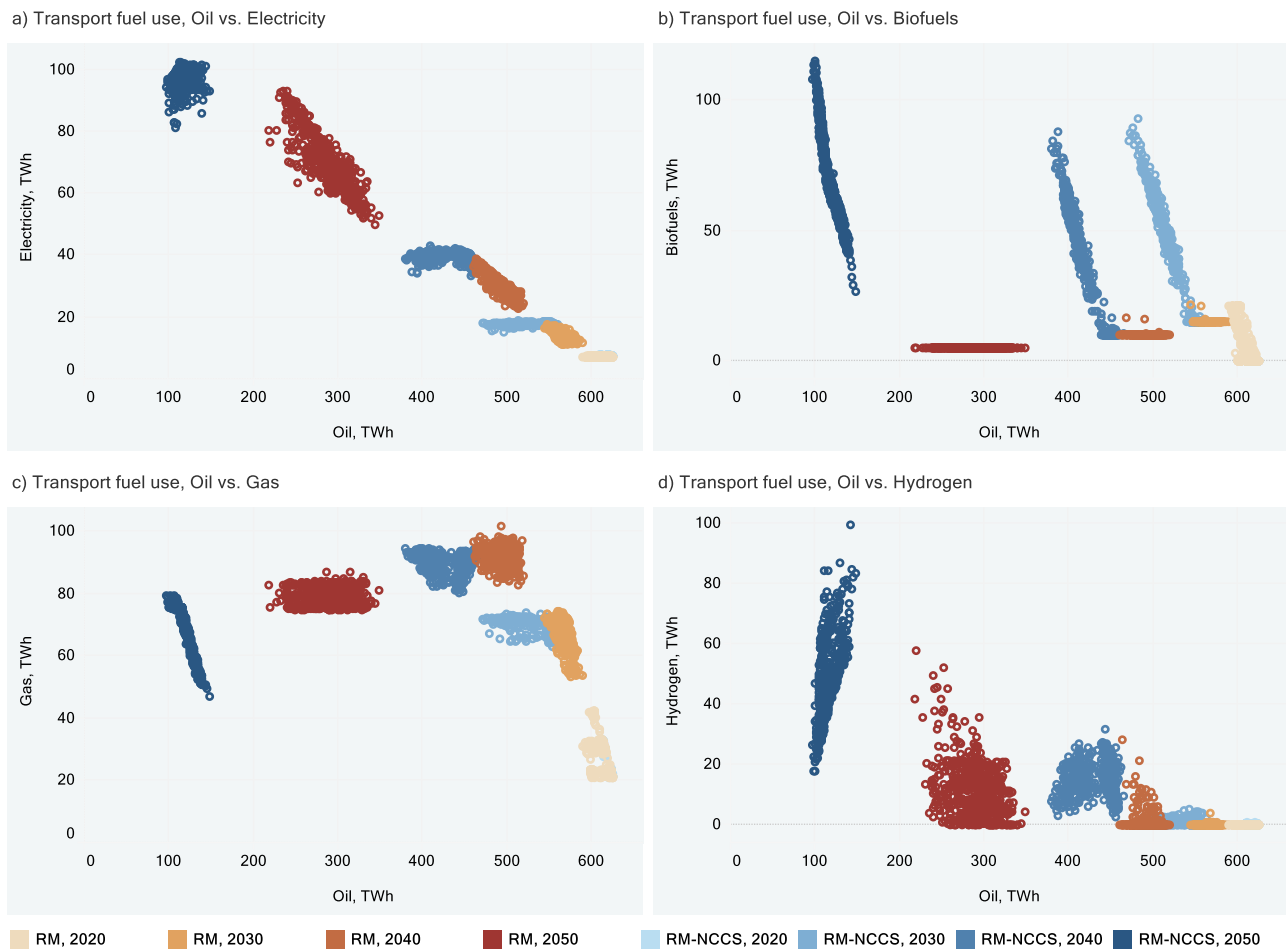 a) Transport fuel use, Oil vs. Electricity
100
80
60
40
20
0
Electricity, TWh
0 100 200 300 400 500 600
Oil, TWh
b) Transport fuel use, Oil vs. Biofuels
100
50
0
Biofuels, TWh
0 100 200 300 400 500 600
Oil, TWh
c) Transport fuel use, Oil vs. Gas
100
80
60
40
20
0
Gas, TWh
0 100 200 300 400 500 600
Oil, TWh
d) Transport fuel use, Oil vs. Hydrogen
100
80
60
40
20
0
Hydrogen, TWh
0 100 200 300 400 500 600
Oil, TWh
RM, 2020 RM, 2030 RM, 2040 RM, 2050 RM-NCCS, 2020 RM-NCCS, 2030 RM-NCCS, 2040 RM-NCCS, 2050